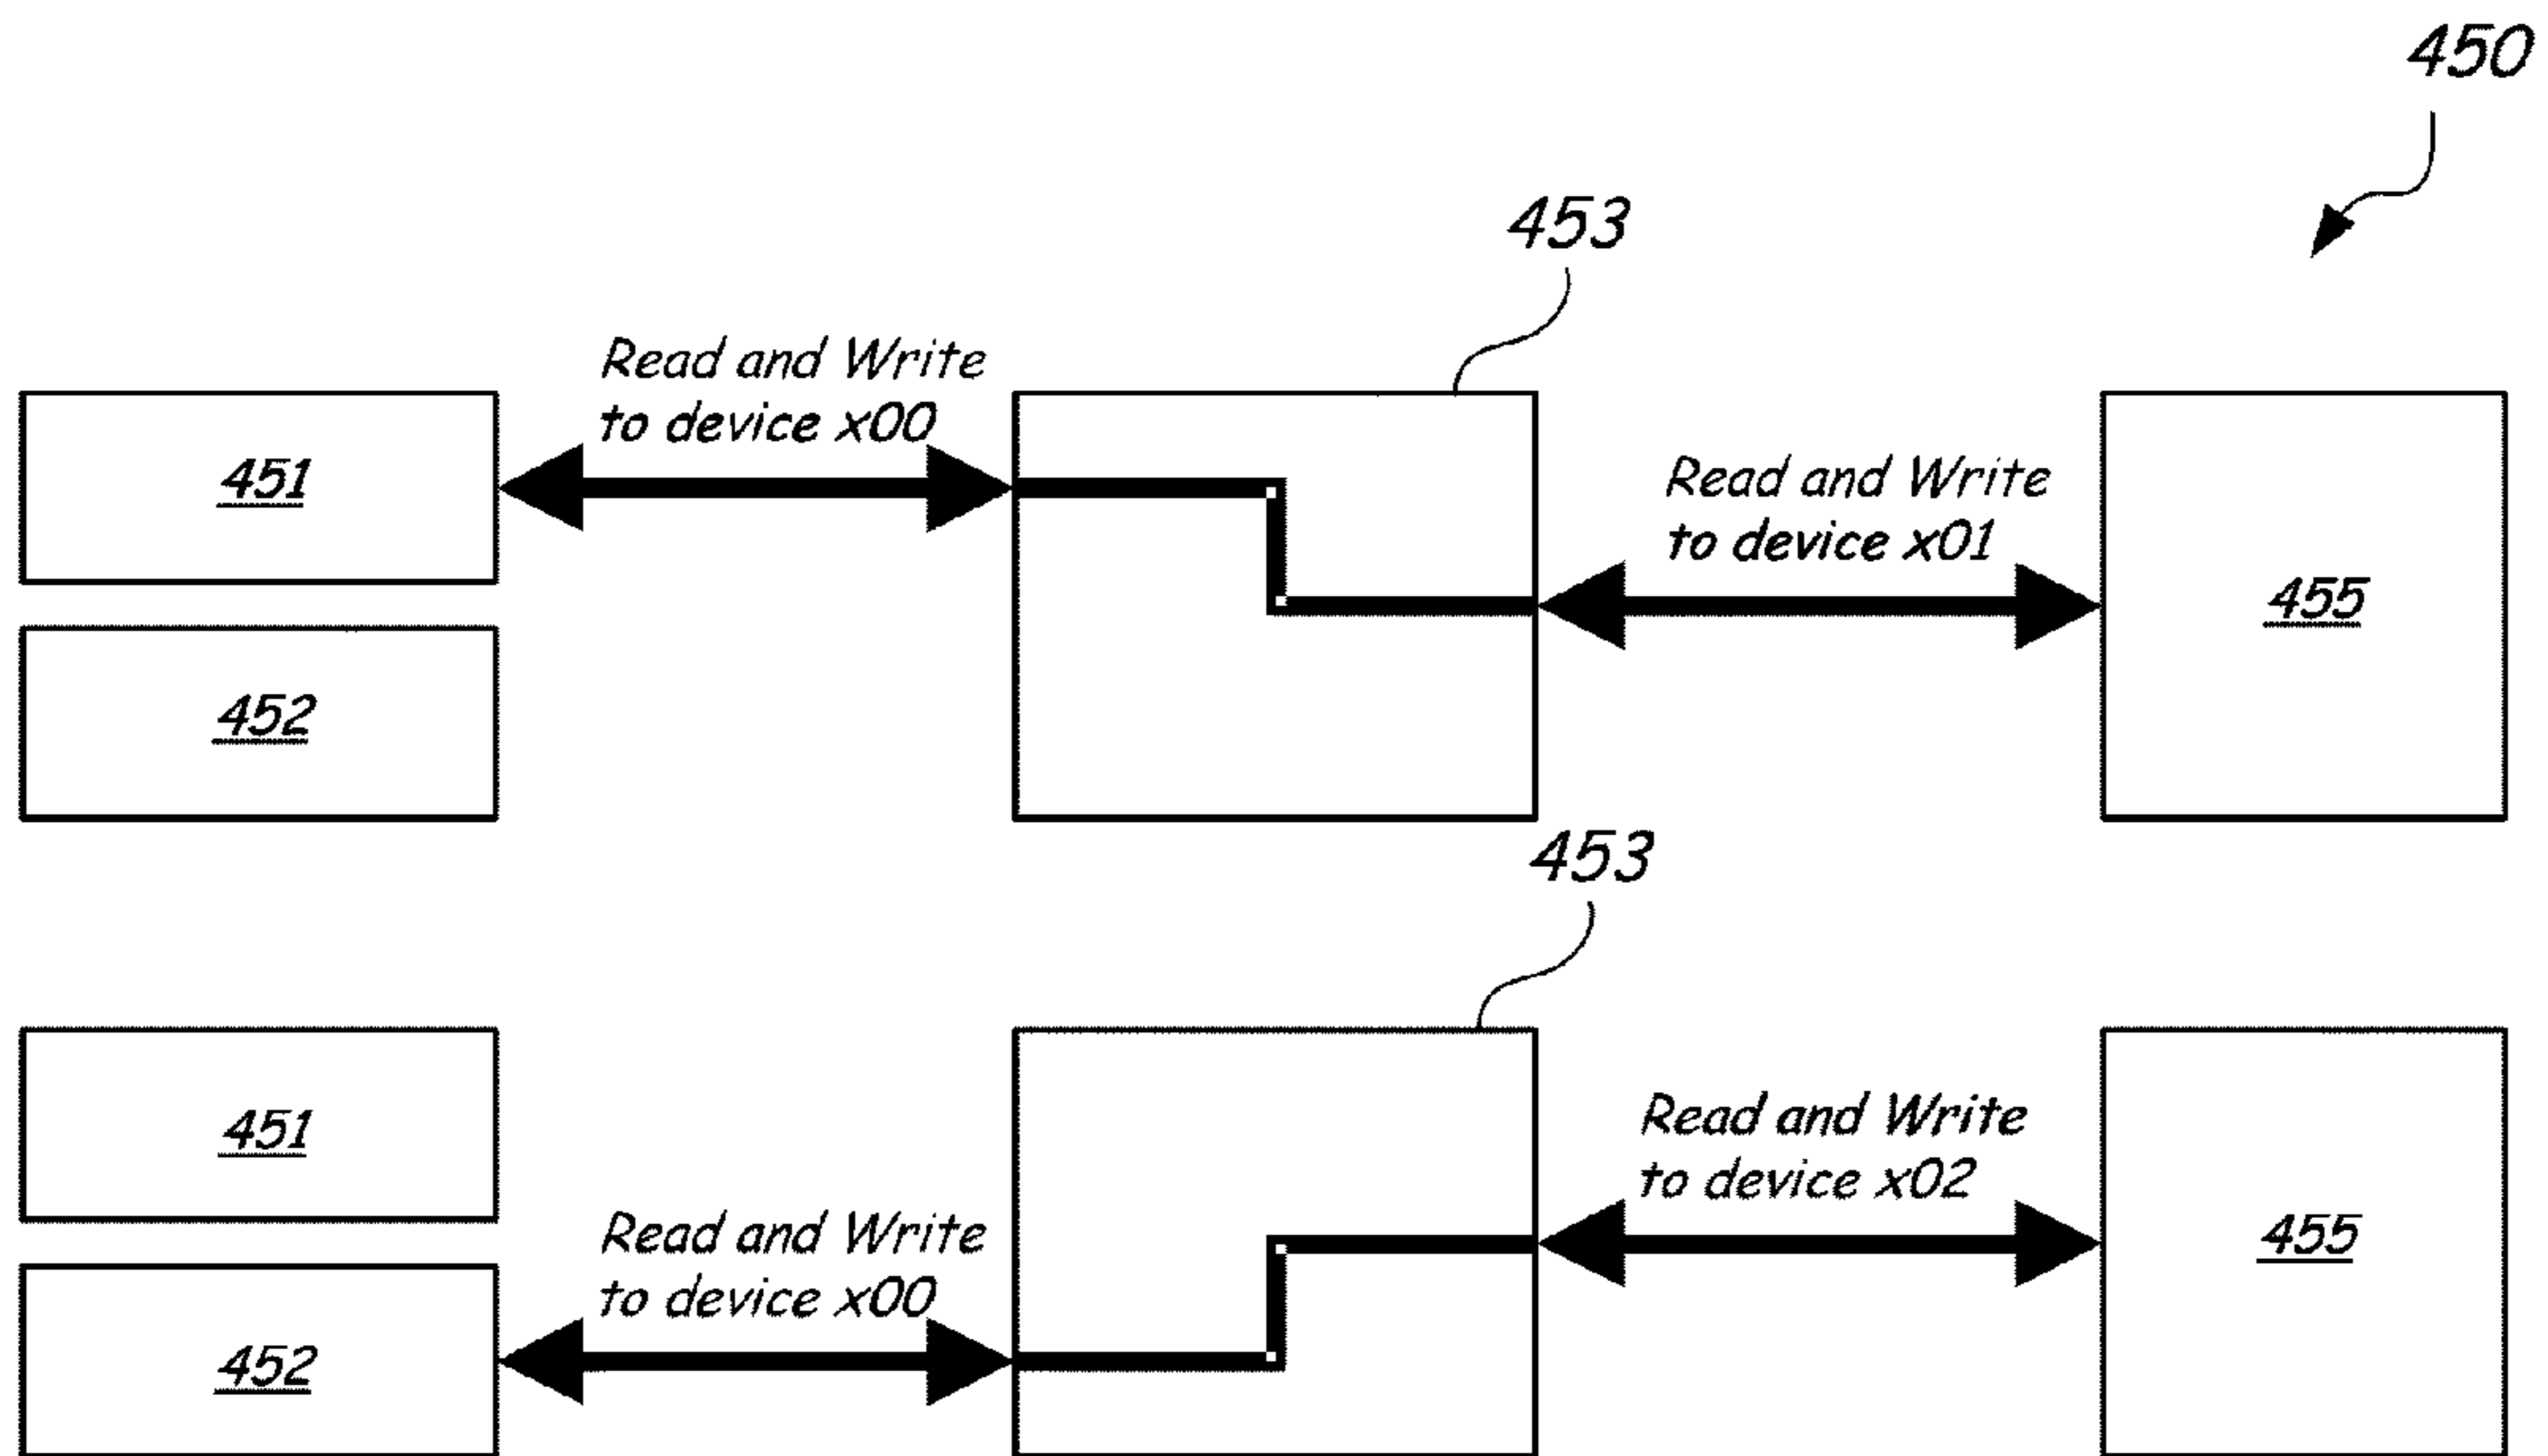 450
453
Read and Write
to device x00
451
Read and Write
to device x01
455
452
453
451
Read and Write
to device x02
455
Read and Write
to device x00
452